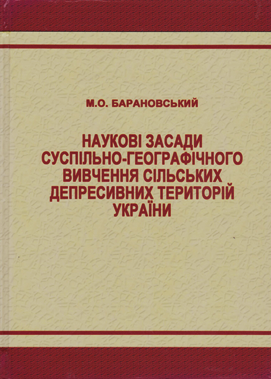 М.О. БАРАНОВСЬКИЙ
НАУКОВІ ЗАСАДИ
СУСПІЛЬНО-ГЕОГРАФІЧНОГО
ВИВЧЕННЯ СІЛЬСЬКИХ
ДЕПРЕСИВНИХ ТЕРИТОРІЙ
УКРАЇНИ